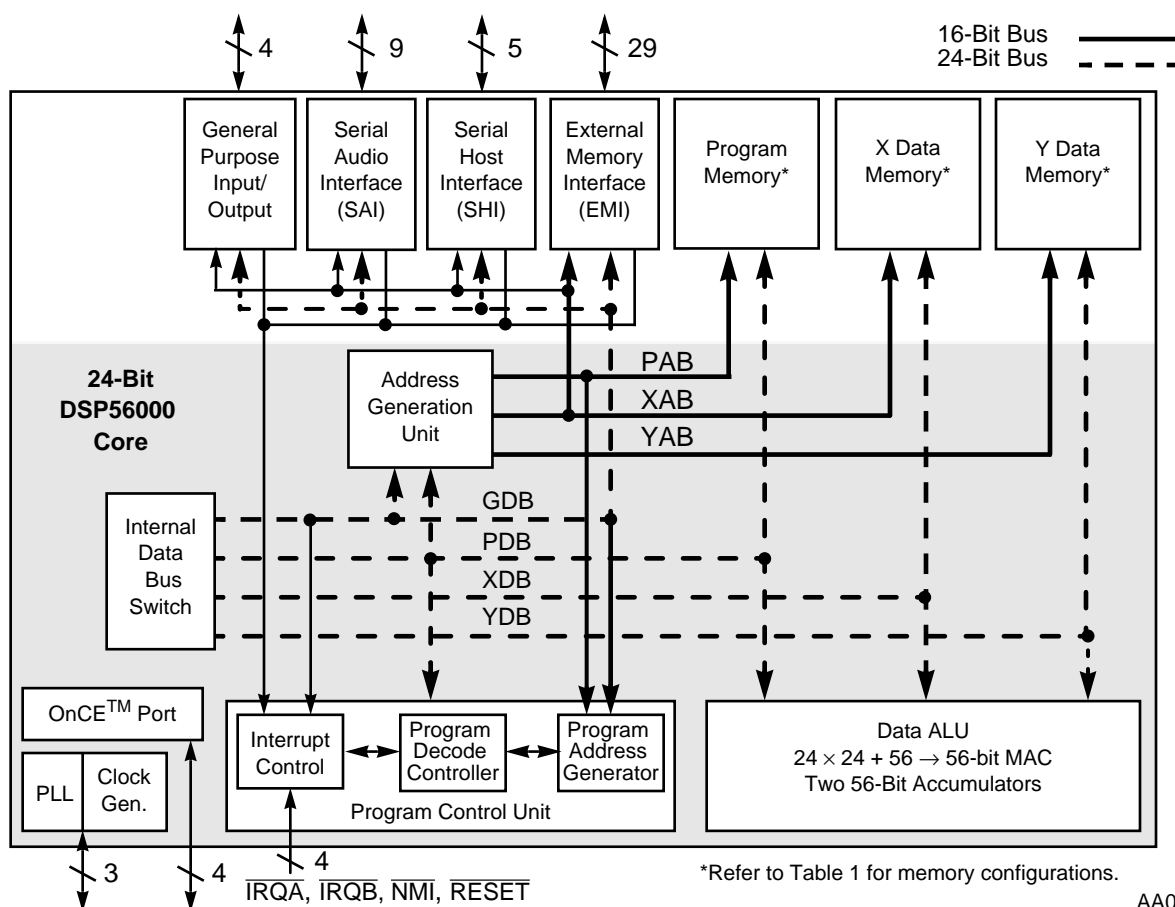 4
9
5
29
16-Bit Bus
24-Bit Bus
General
Purpose
Input/
Output
Serial
Audio
Interface
(SAI)
Serial
Host
Interface
(SHI)
External
Memory
Interface
(EMI)
Program
Memory*
X Data
Memory*
Y Data
Memory*
24-Bit
DSP56000
Core
Address
Generation
Unit
PAB
XAB
YAB
Internal
Data
Bus
Switch
GDB
PDB
XDB
YDB
OnCE™ Port
PLL
Clock
Gen.
Interrupt
Control
Program
Decode
Controller
Program
Address
Generator
Program Control Unit
Data ALU
24 × 24 + 56 → 56-bit MAC
Two 56-Bit Accumulators
3
4
4
I̅R̅Q̅A̅, I̅R̅Q̅B̅, N̅M̅I̅, R̅E̅S̅E̅T̅
*Refer to Table 1 for memory configurations.
AA0